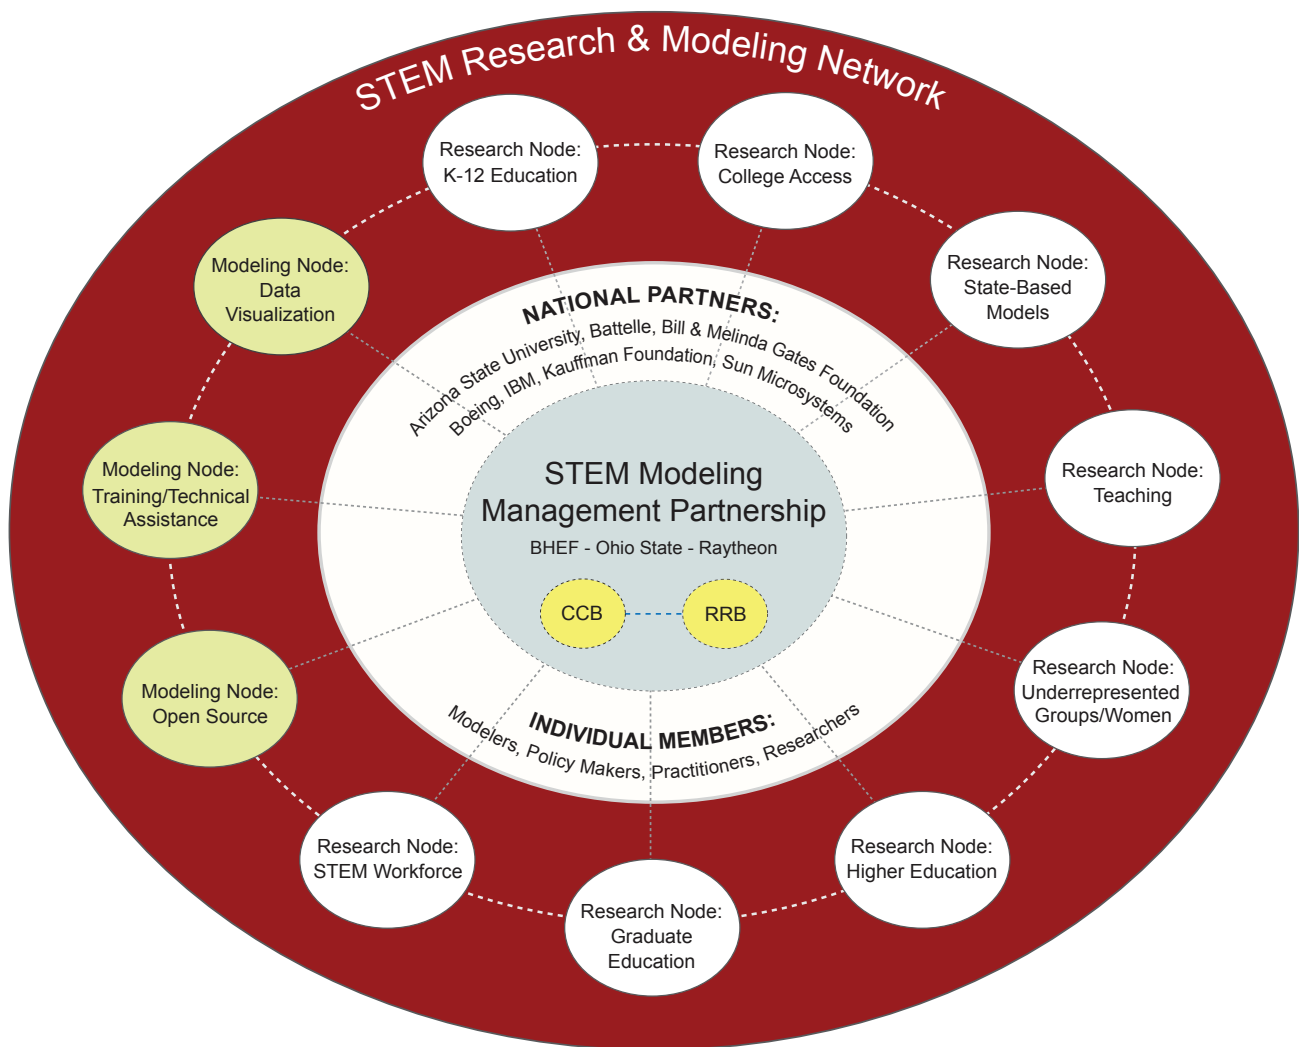 STEM Research & Modeling Network
Research Node:
K-12 Education
Research Node:
College Access
Modeling Node:
Data
Visualization
Research Node:
State-Based
Models
NATIONAL PARTNERS:
Arizona State University, Battelle, Bill & Melinda Gates Foundation
Boeing, IBM, Kauffman Foundation, Sun Microsystems
Modeling Node:
Training/Technical
Assistance
STEM Modeling
Management Partnership
BHEF - Ohio State - Raytheon
CCB
RRB
Research Node:
Teaching
Modeling Node:
Open Source
Research Node:
Underrepresented
Groups/Women
INDIVIDUAL MEMBERS:
Modelers, Policy Makers, Practitioners, Researchers
Research Node:
STEM Workforce
Research Node:
Higher Education
Research Node:
Graduate
Education